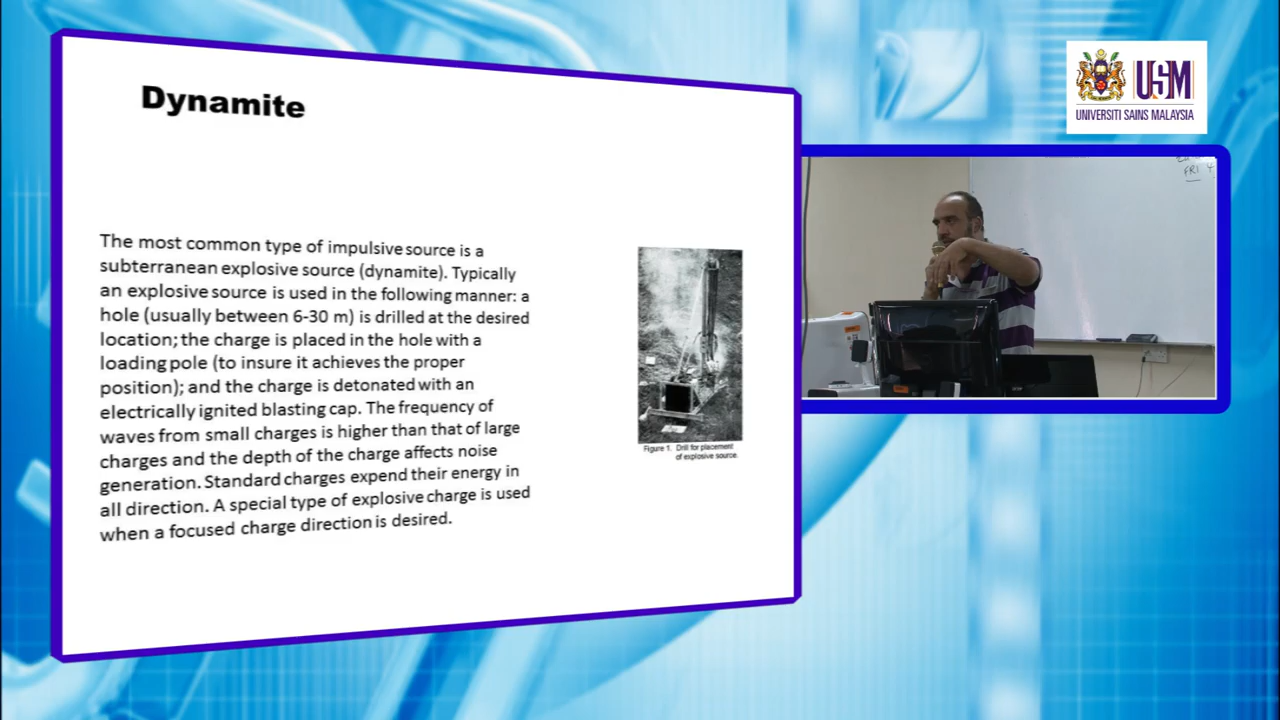 Dynamite
The most common type of impulsive source is a
subterranean explosive source (dynamite). Typically
an explosive source is used in the following manner: a
hole (usually between 6-30 m) is drilled at the desired
location; the charge is placed in the hole with a
loading pole (to insure it achieves the proper
position); and the charge is detonated with an
electrically ignited blasting cap. The frequency of
waves from small charges is higher than that of large
charges and the depth of the charge affects noise
generation. Standard charges expend their energy in
all direction. A special type of explosive charge is used
when a focused charge direction is desired.
Figure 1. Drill for placement
of explosive source.
USM
UNIVERSITI SAINS MALAYSIA
FRI